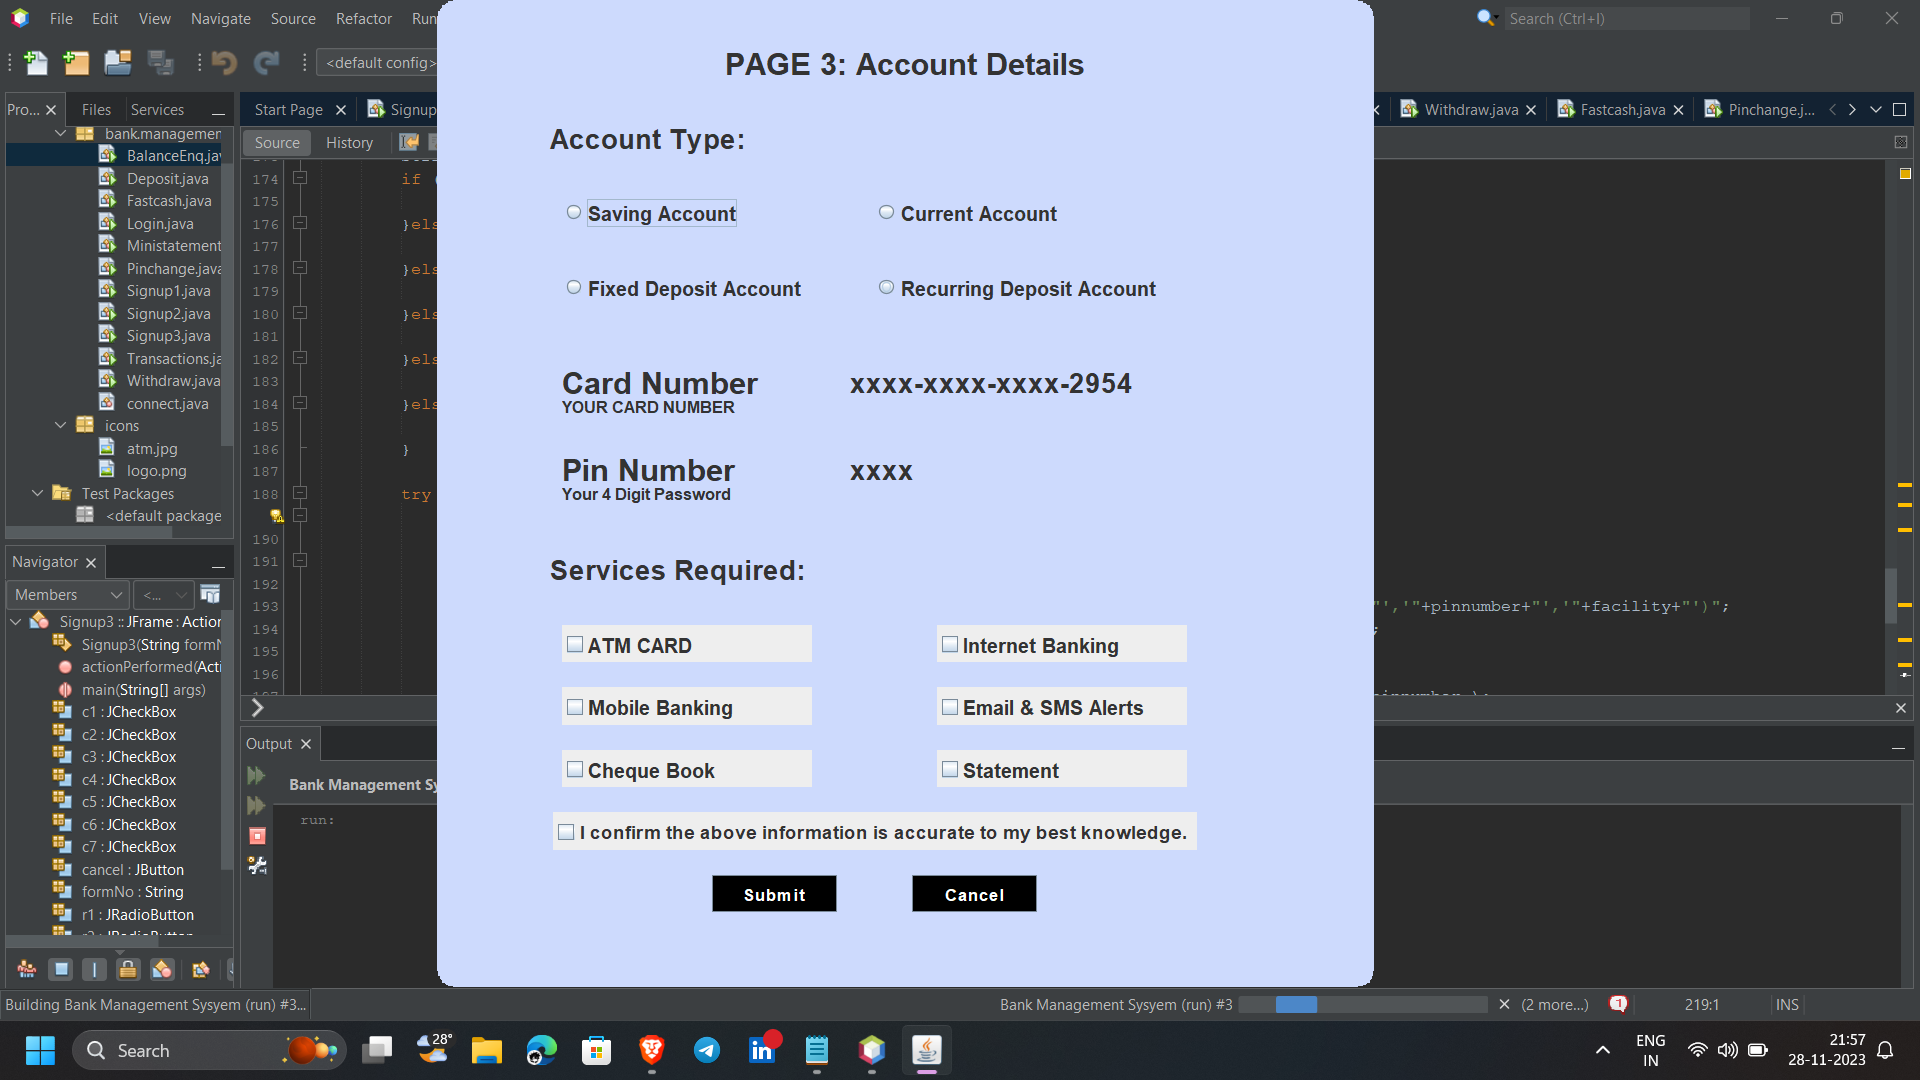 File Edit View Navigate Source Refactor Run
Search (Ctrl+I)
<default config>
PAGE 3: Account Details
Pro... Files Services
Start Page Signup
Withdraw.java Fastcash.java Pinchange.j...
Source History
Account Type:
bank.managemen
BalanceEnq.jav
Deposit.java
Fastcash.java
Login.java
Ministatement
Pinchange.java
Signup1.java
Signup2.java
Signup3.java
Transactions.ja
Withdraw.java
connect.java
icons
atm.jpg
logo.png
Test Packages
<default package
174 if
175
176 }els
177
178 }els
179
180 }els
181
182 }els
183
184 }els
185
186 }
187
188 try
190
191
192
193
194
195
196
Saving Account Current Account
Fixed Deposit Account Recurring Deposit Account
Card Number xxxx-xxxx-xxxx-2954
YOUR CARD NUMBER
Pin Number xxxx
Your 4 Digit Password
Services Required:
ATM CARD Internet Banking
Mobile Banking Email & SMS Alerts
Cheque Book Statement
I confirm the above information is accurate to my best knowledge.
Submit Cancel
"','"+pinnumber+"','"+facility+"')";
;
Navigator
Members <...
Signup3 :: JFrame : Action
Signup3(String formN
actionPerformed(Acti
main(String[] args)
c1 : JCheckBox
c2 : JCheckBox
c3 : JCheckBox
c4 : JCheckBox
c5 : JCheckBox
c6 : JCheckBox
c7 : JCheckBox
cancel : JButton
formNo : String
r1 : JRadioButton
Output
Bank Management Sy
run:
Building Bank Management Sysyem (run) #3...
Bank Management Sysyem (run) #3 (2 more...) 1 219:1 INS
Search
28°
ENG
IN
21:57
28-11-2023